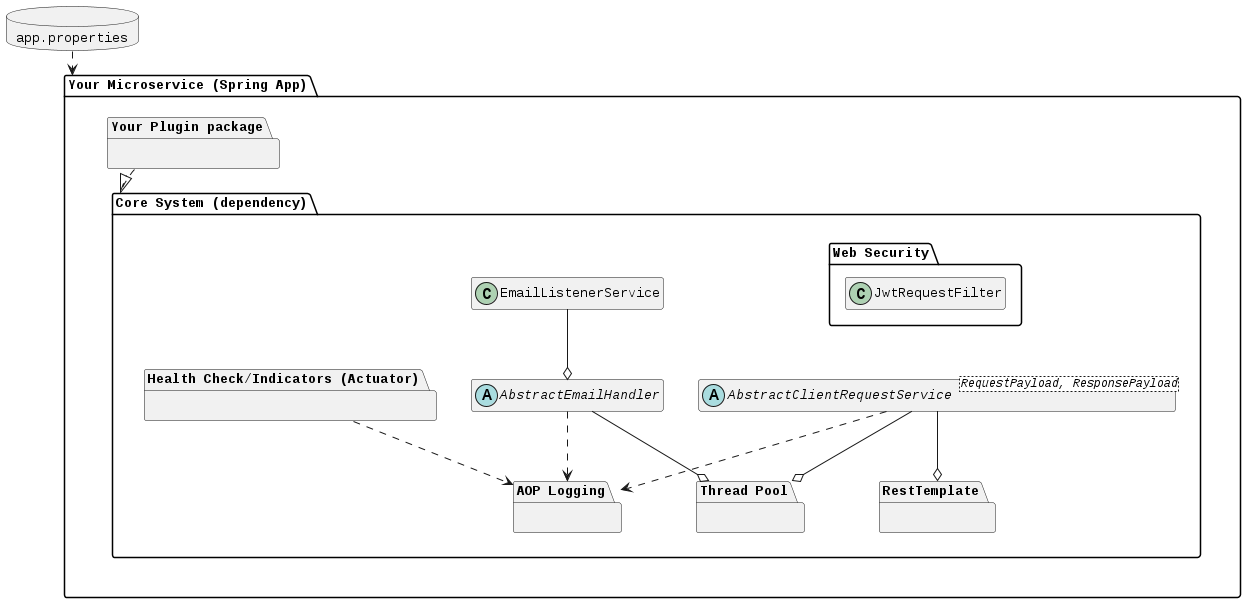 app.properties
Your Microservice (Spring App)
Your Plugin package
Core System (dependency)
Web Security
C JwtRequestFilter
C EmailListenerService
Health Check/Indicators (Actuator)
A AbstractEmailHandler
A AbstractClientRequestService
RequestPayload, ResponsePayload
AOP Logging
Thread Pool
RestTemplate